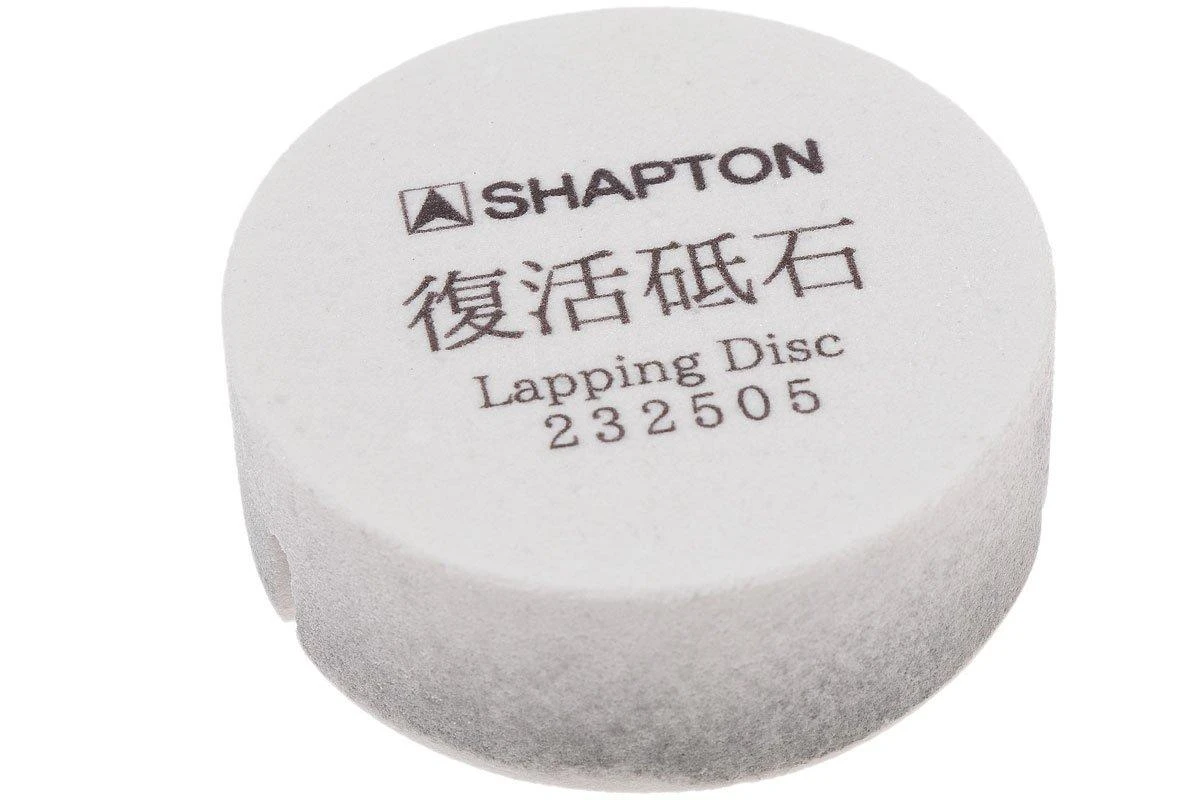 SHAPTON
復活砥石
Lapping Disc
232505